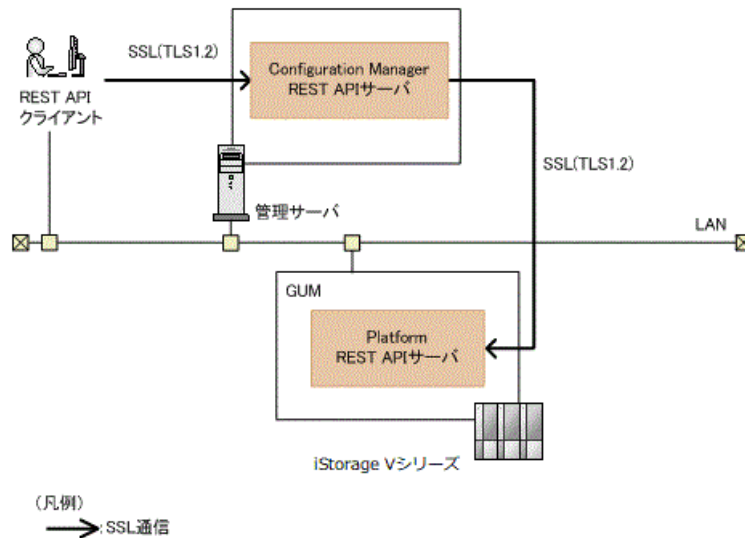 SSL(TLS1.2)
Configuration Manager
REST APIサーバ
REST API
クライアント
SSL(TLS1.2)
管理サーバ
LAN
GUM
Platform
REST APIサーバ
iStorage Vシリーズ
(凡例)
:SSL通信